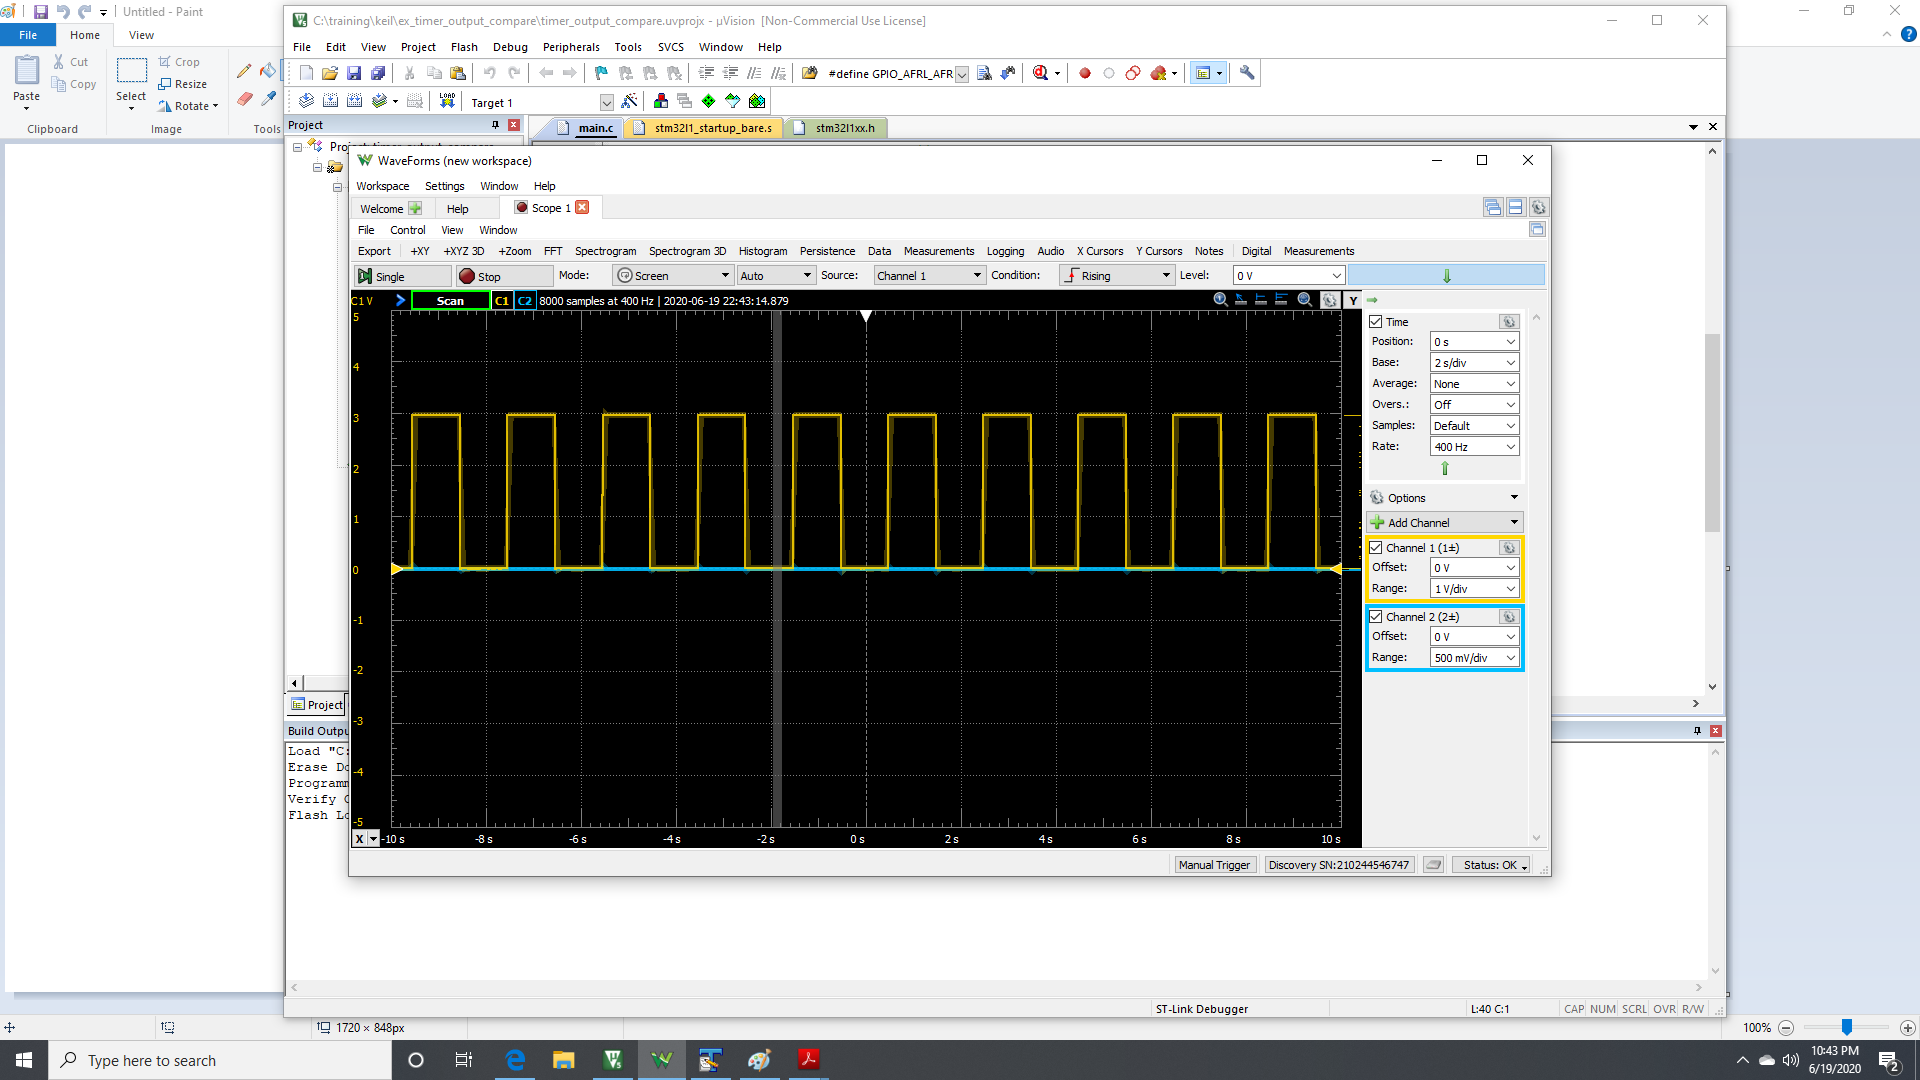 Untitled - Paint
File Home View
Paste
Cut
Copy
Clipboard
Select
Crop
Resize
Rotate
Image
Tools
C:\training\keil\ex_timer_output_compare\timer_output_compare.uvprojx - µVision [Non-Commercial Use License]
File Edit View Project Flash Debug Peripherals Tools SVCS Window Help
#define GPIO_AFRL_AFR
LOAD Target 1
Project
main.c stm32l1_startup_bare.s stm32l1xx.h
WaveForms (new workspace)
Workspace Settings Window Help
Welcome Help Scope 1
File Control View Window
Export +XY +XYZ 3D +Zoom FFT Spectrogram Spectrogram 3D Histogram Persistence Data Measurements Logging Audio X Cursors Y Cursors Notes Digital Measurements
Single Stop Mode: Screen Auto Source: Channel 1 Condition: Rising Level: 0 V
C1 V Scan C1 C2 8000 samples at 400 Hz | 2020-06-19 22:43:14.879 Y
5
4
3
2
1
0
-1
-2
-3
-4
-5
X -10 s -8 s -6 s -4 s -2 s 0 s 2 s 4 s 6 s 8 s 10 s
Time
Position: 0 s
Base: 2 s/div
Average: None
Overs.: Off
Samples: Default
Rate: 400 Hz
Options
Add Channel
Channel 1 (1±)
Offset: 0 V
Range: 1 V/div
Channel 2 (2±)
Offset: 0 V
Range: 500 mV/div
Manual Trigger Discovery SN:210244546747 Status: OK
Project
Build Outpu
Load "C:
Erase Do
Programm
Verify
Flash Lo
ST-Link Debugger L:40 C:1 CAP NUM SCRL OVR R/W
1720 × 848px 100%
Type here to search
10:43 PM
6/19/2020
2